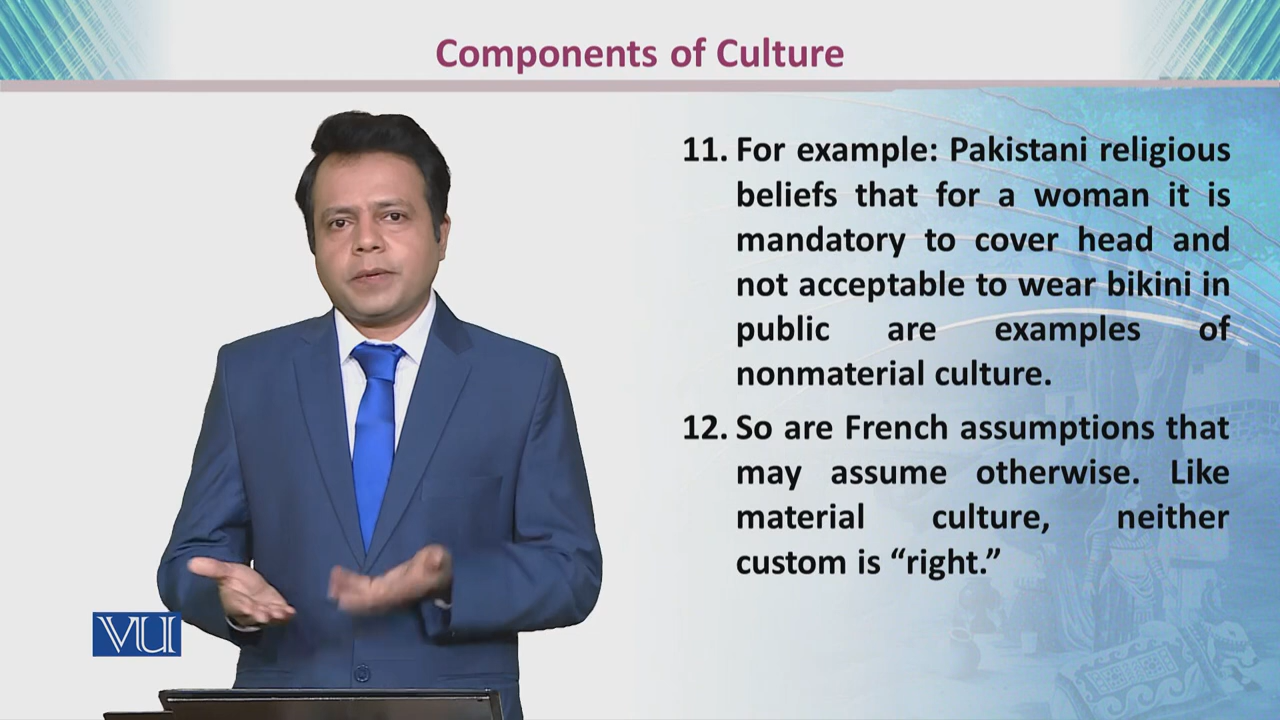 Components of Culture
11. For example: Pakistani religious
beliefs that for a woman it is
mandatory to cover head and
not acceptable to wear bikini in
public are examples of
nonmaterial culture.
12. So are French assumptions that
may assume otherwise. Like
material culture, neither
custom is “right.”
VU